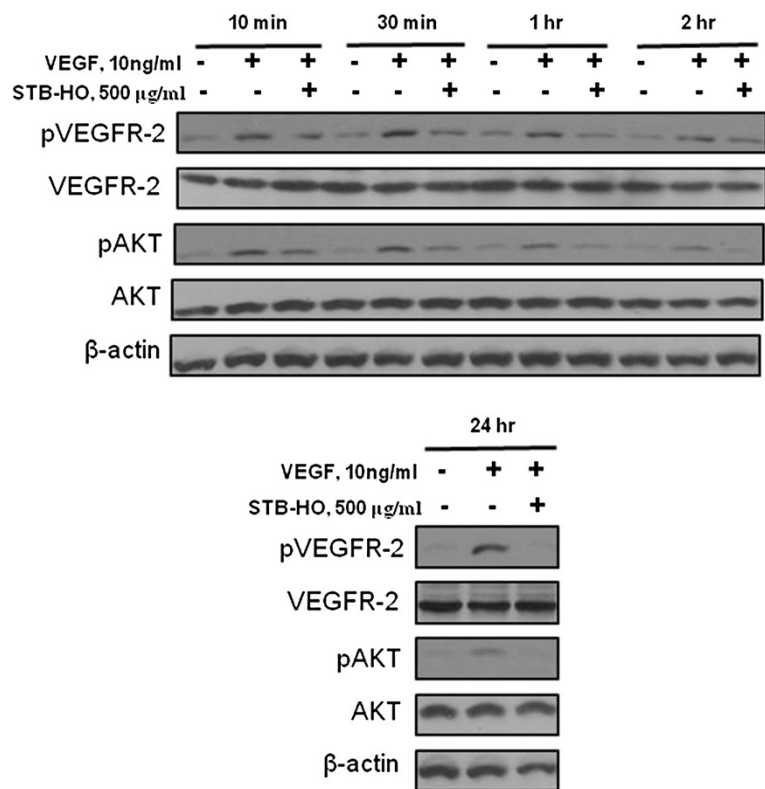 10 min 30 min 1 hr 2 hr
VEGF, 10ng/ml - + + - + + - + + - + +
STB-HO, 500 μg/ml - - + - - + - - + - - +
pVEGFR-2
VEGFR-2
pAKT
AKT
β-actin
24 hr
VEGF, 10ng/ml - + +
STB-HO, 500 μg/ml - - +
pVEGFR-2
VEGFR-2
pAKT
AKT
β-actin